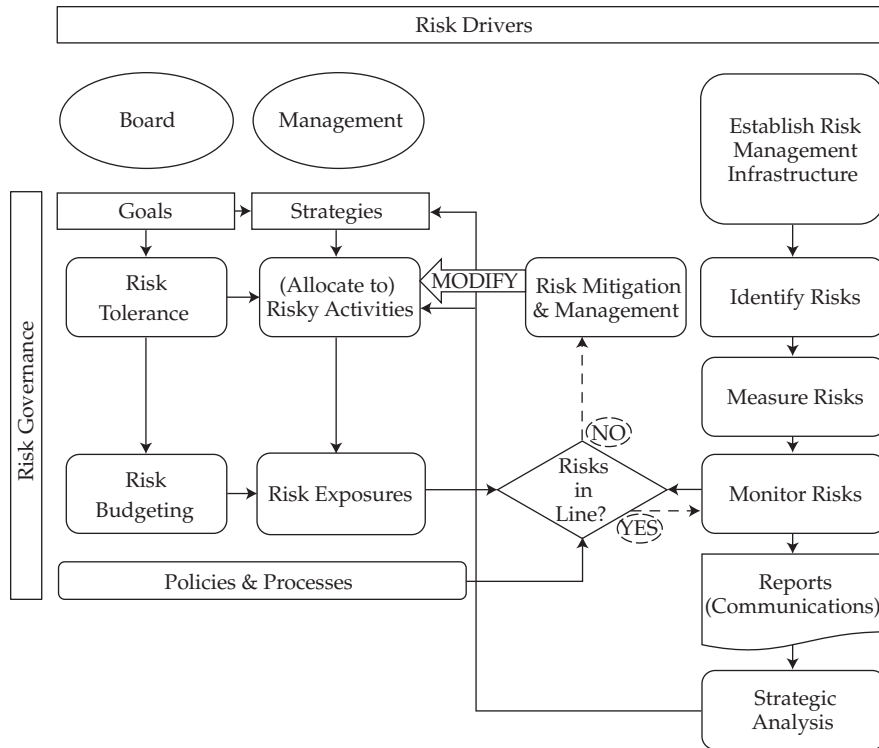 Risk Drivers
Board
Management
Establish Risk
Management
Infrastructure
Risk Governance
Goals
Strategies
Risk
Tolerance
(Allocate to)
Risky Activities
MODIFY
Risk Mitigation
& Management
Identify Risks
Measure Risks
NO
Risk
Budgeting
Risk Exposures
Risks
in
Line?
YES
Monitor Risks
Policies & Processes
Reports
(Communications)
Strategic
Analysis